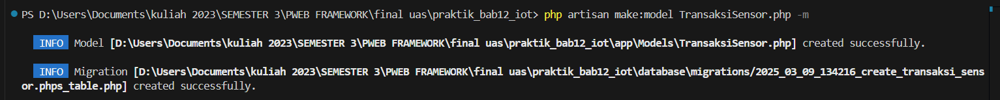 PS D:\Users\Documents\kuliah 2023\SEMESTER 3\PWEB FRAMEWORK\final uas\praktik_bab12_iot> php artisan make:model TransaksiSensor.php -m
INFO Model [D:\Users\Documents\kuliah 2023\SEMESTER 3\PWEB FRAMEWORK\final uas\praktik_bab12_iot\app\Models\TransaksiSensor.php] created successfully.
INFO Migration [D:\Users\Documents\kuliah 2023\SEMESTER 3\PWEB FRAMEWORK\final uas\praktik_bab12_iot\database\migrations/2025_03_09_134216_create_transaksi_sens
or.phps_table.php] created successfully.